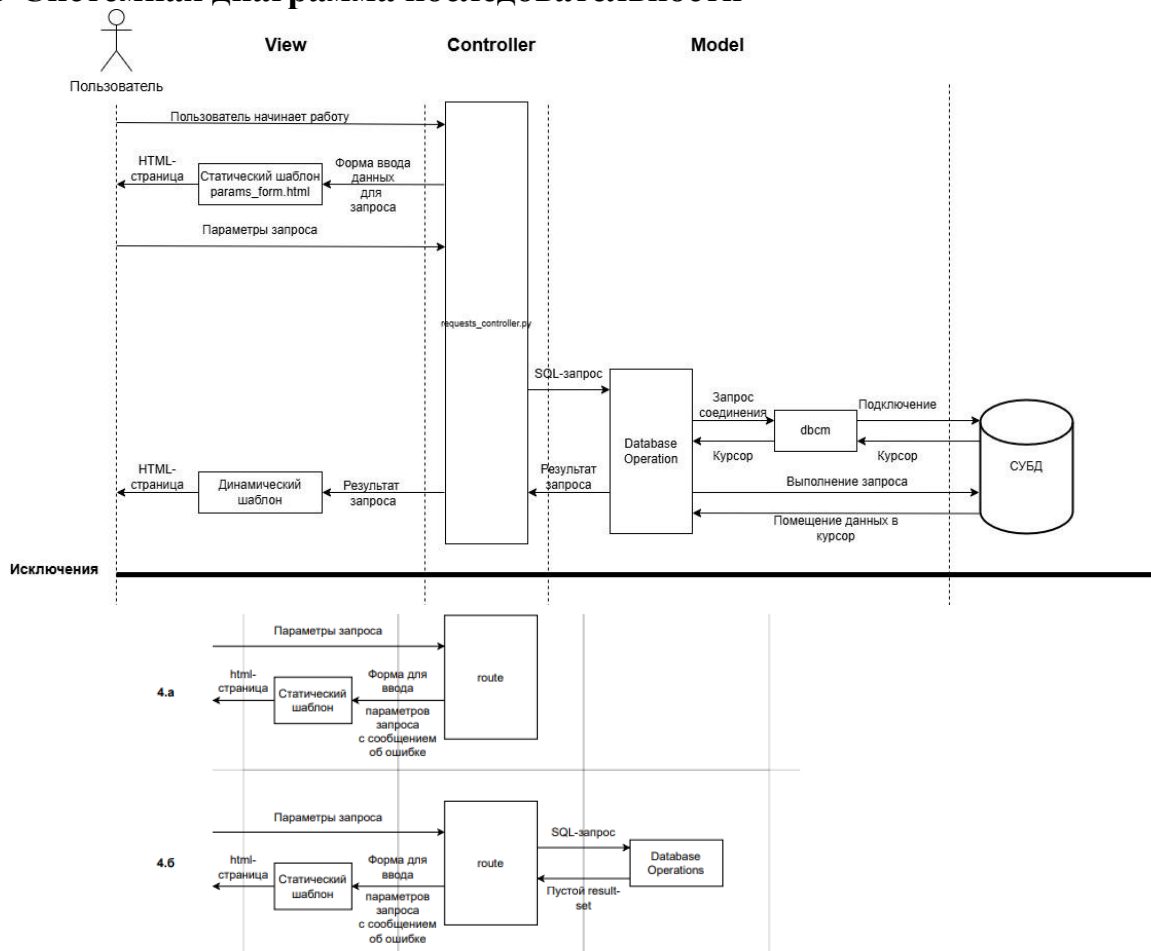 Системная диаграмма последовательности
View
Controller
Model
Пользователь
Пользователь начинает работу
HTML-
страница
Статический шаблон
params_form.html
Форма ввода
данных
для
запроса
Параметры запроса
requests_controller.py
SQL-запрос
Запрос
соединения
dbcm
Подключение
Database
Operation
Курсор
Курсор
СУБД
HTML-
страница
Динамический
шаблон
Результат
запроса
Результат
запроса
Выполнение запроса
Помещение данных в
курсор
Исключения
Параметры запроса
4.а
html-
страница
Статический
шаблон
Форма для
ввода
параметров
запроса
с сообщением
об ошибке
route
Параметры запроса
4.б
html-
страница
Статический
шаблон
Форма для
ввода
параметров
запроса
с сообщением
об ошибке
route
SQL-запрос
Database
Operations
Пустой result-
set